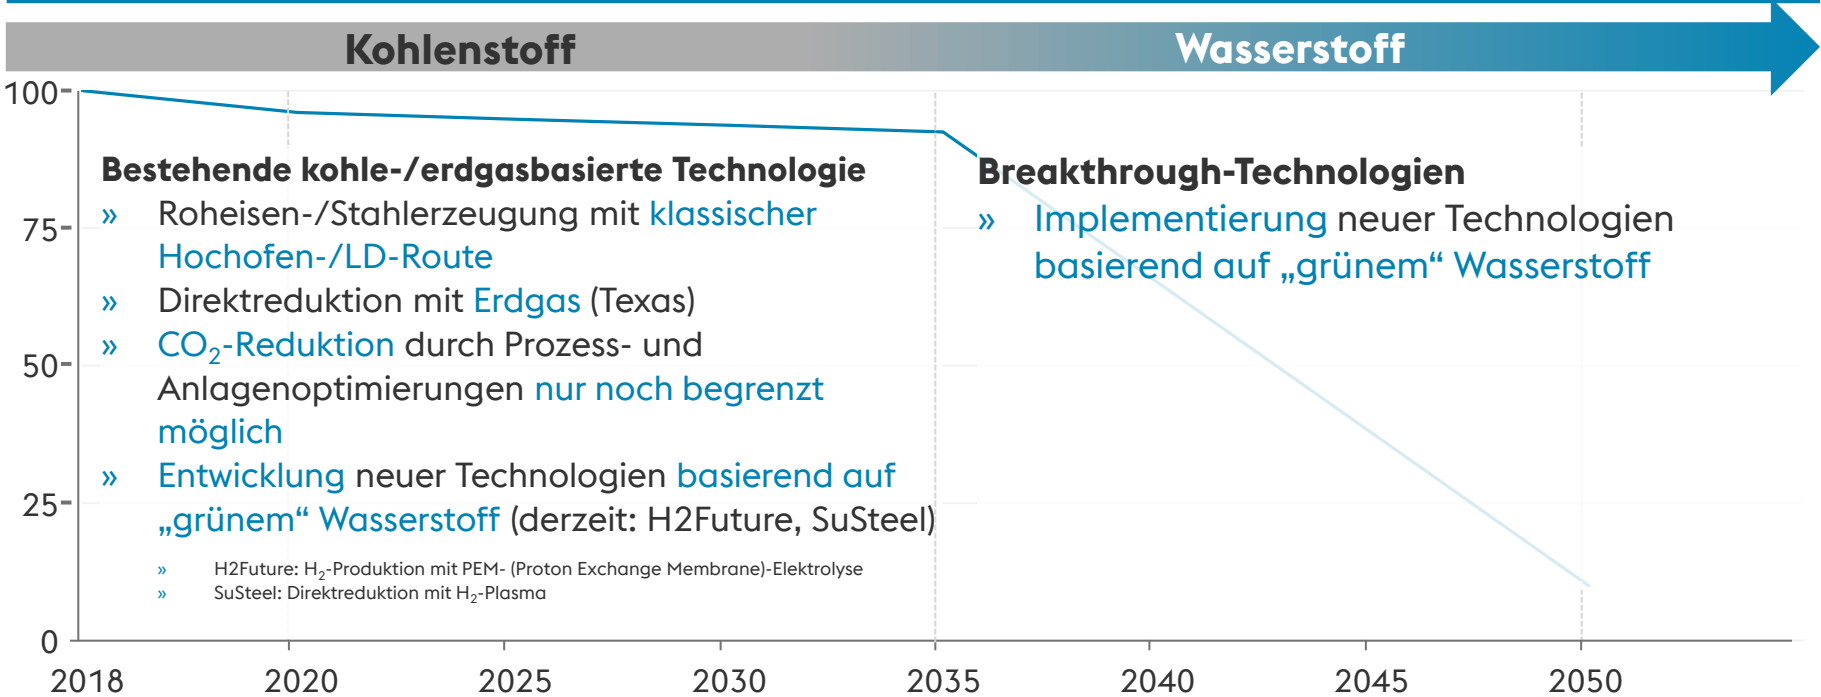 Kohlenstoff
Wasserstoff
100
75
50
25
0
Bestehende kohle-/erdgasbasierte Technologie
» Roheisen-/Stahlerzeugung mit klassischer
Hochofen-/LD-Route
» Direktreduktion mit Erdgas (Texas)
» CO₂-Reduktion durch Prozess- und
Anlagenoptimierungen nur noch begrenzt
möglich
» Entwicklung neuer Technologien basierend auf
„grünem“ Wasserstoff (derzeit: H2Future, SuSteel)
» H2Future: H₂-Produktion mit PEM- (Proton Exchange Membrane)-Elektrolyse
» SuSteel: Direktreduktion mit H₂-Plasma
Breakthrough-Technologien
» Implementierung neuer Technologien
basierend auf „grünem“ Wasserstoff
2018 2020 2025 2030 2035 2040 2045 2050